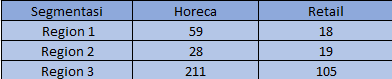 Segmentasi Horeca Retail
Region 1 59 18
Region 2 28 19
Region 3 211 105